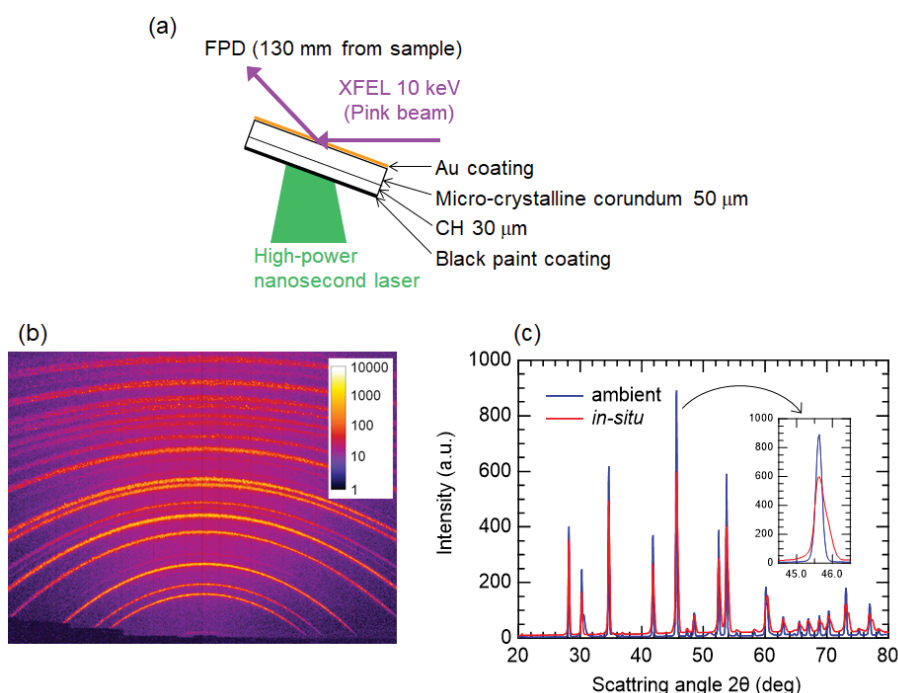 (a)
FPD (130 mm from sample)
XFEL 10 keV
(Pink beam)
Au coating
Micro-crystalline corundum 50 μm
CH 30 μm
Black paint coating
High-power
nanosecond laser
(b)
10000
1000
100
10
1
(c)
1000
800
600
400
200
0
Intensity (a.u.)
ambient
in-situ
1000
800
600
400
200
0
45.0 46.0
20 30 40 50 60 70 80
Scattring angle 2θ (deg)